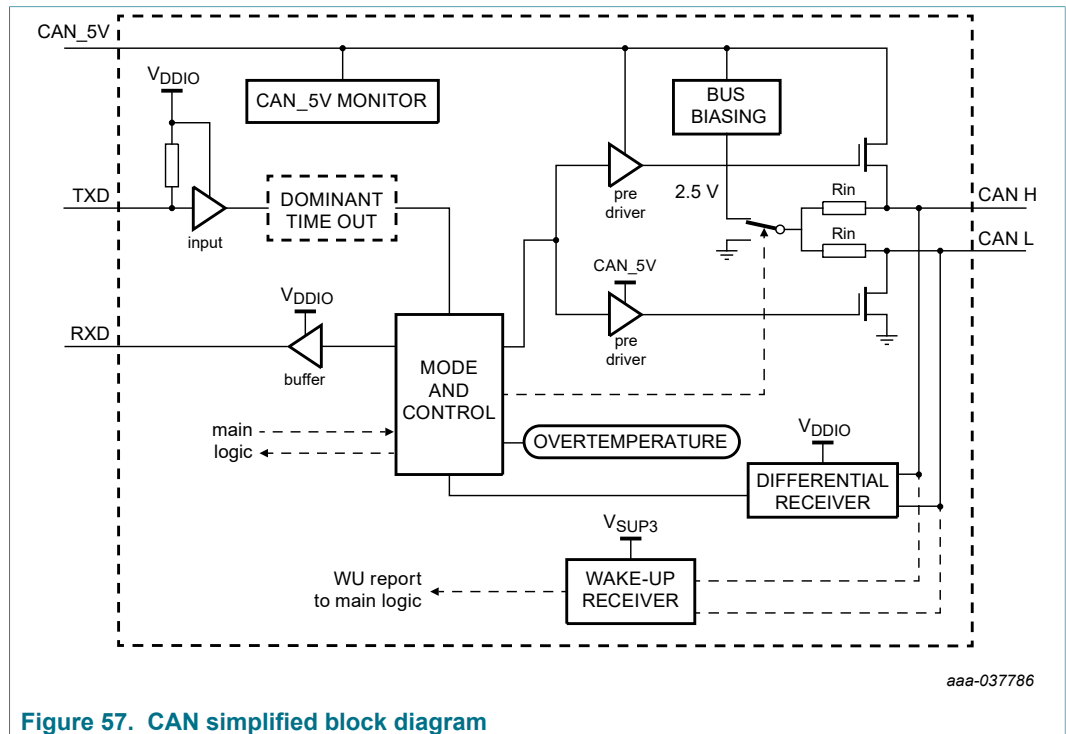 CAN_5V
VDDIO
CAN_5V MONITOR
BUS
BIASING
TXD
input
DOMINANT
TIME OUT
pre
driver
2.5 V
Rin
CAN H
Rin
CAN L
CAN_5V
pre
driver
VDDIO
RXD
buffer
MODE
AND
CONTROL
main
logic
OVERTEMPERATURE
VDDIO
DIFFERENTIAL
RECEIVER
VSUP3
WU report
to main logic
WAKE-UP
RECEIVER
aaa-037786
Figure 57. CAN simplified block diagram